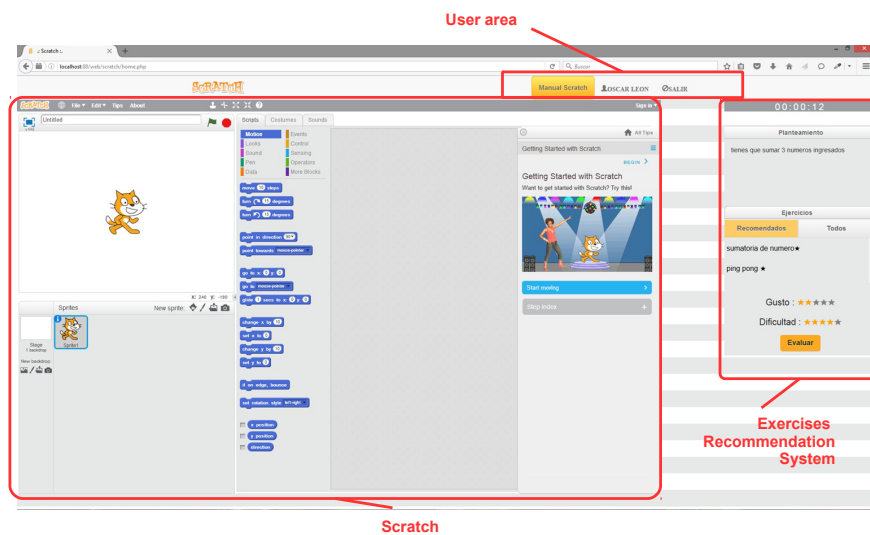 User area
.: Scratch :.
localhost:88/web/scratch/home.php
Buscar
SCRATCH
Manual Scratch
OSCAR LEON
SALIR
SCRATCH
File
Edit
Tips
About
Sign in
00:00:12
Untitled
Scripts
Costumes
Sounds
Motion
Events
Looks
Control
Sound
Sensing
Pen
Operators
Data
More Blocks
All Tips
Getting Started with Scratch
BEGIN
Getting Started with Scratch
Want to get started with Scratch? Try this!
Start moving
Planteamiento
tienes que sumar 3 numeros ingresados
Ejercicios
Recomendados
Todos
sumatoria de numero★
ping pong ★
Gusto : ★★★★★
Dificultad : ★★★★★
Evaluar
move 10 steps
turn 15 degrees
turn 15 degrees
point in direction 90
point towards mouse-pointer
go to x: 0 y: 0
go to mouse-pointer
glide 1 secs to x: 0 y: 0
change x by 10
set x to 0
change y by 10
set y to 0
if on edge, bounce
set rotation style left-right
x position
y position
direction
X: 240 Y: -180
Sprites
New sprite:
Stage
1 backdrop
Sprite1
New backdrop:
Exercises
Recommendation
System
Scratch